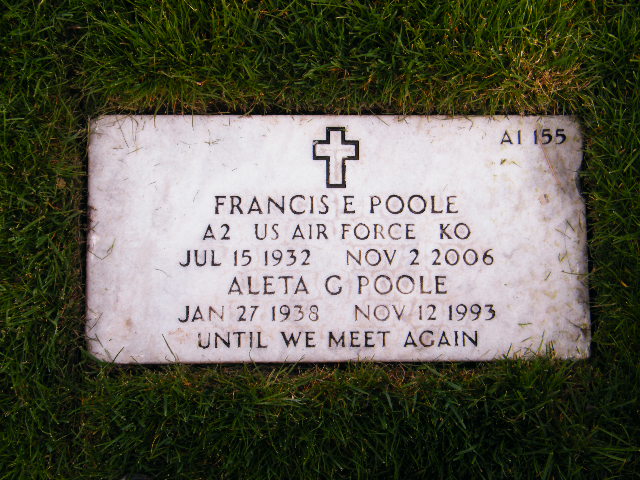 A1 155
FRANCIS E POOLE
A2 US AIR FORCE KO
JUL 15 1932 NOV 2 2006
ALETA G POOLE
JAN 27 1938 NOV 12 1993
UNTIL WE MEET AGAIN